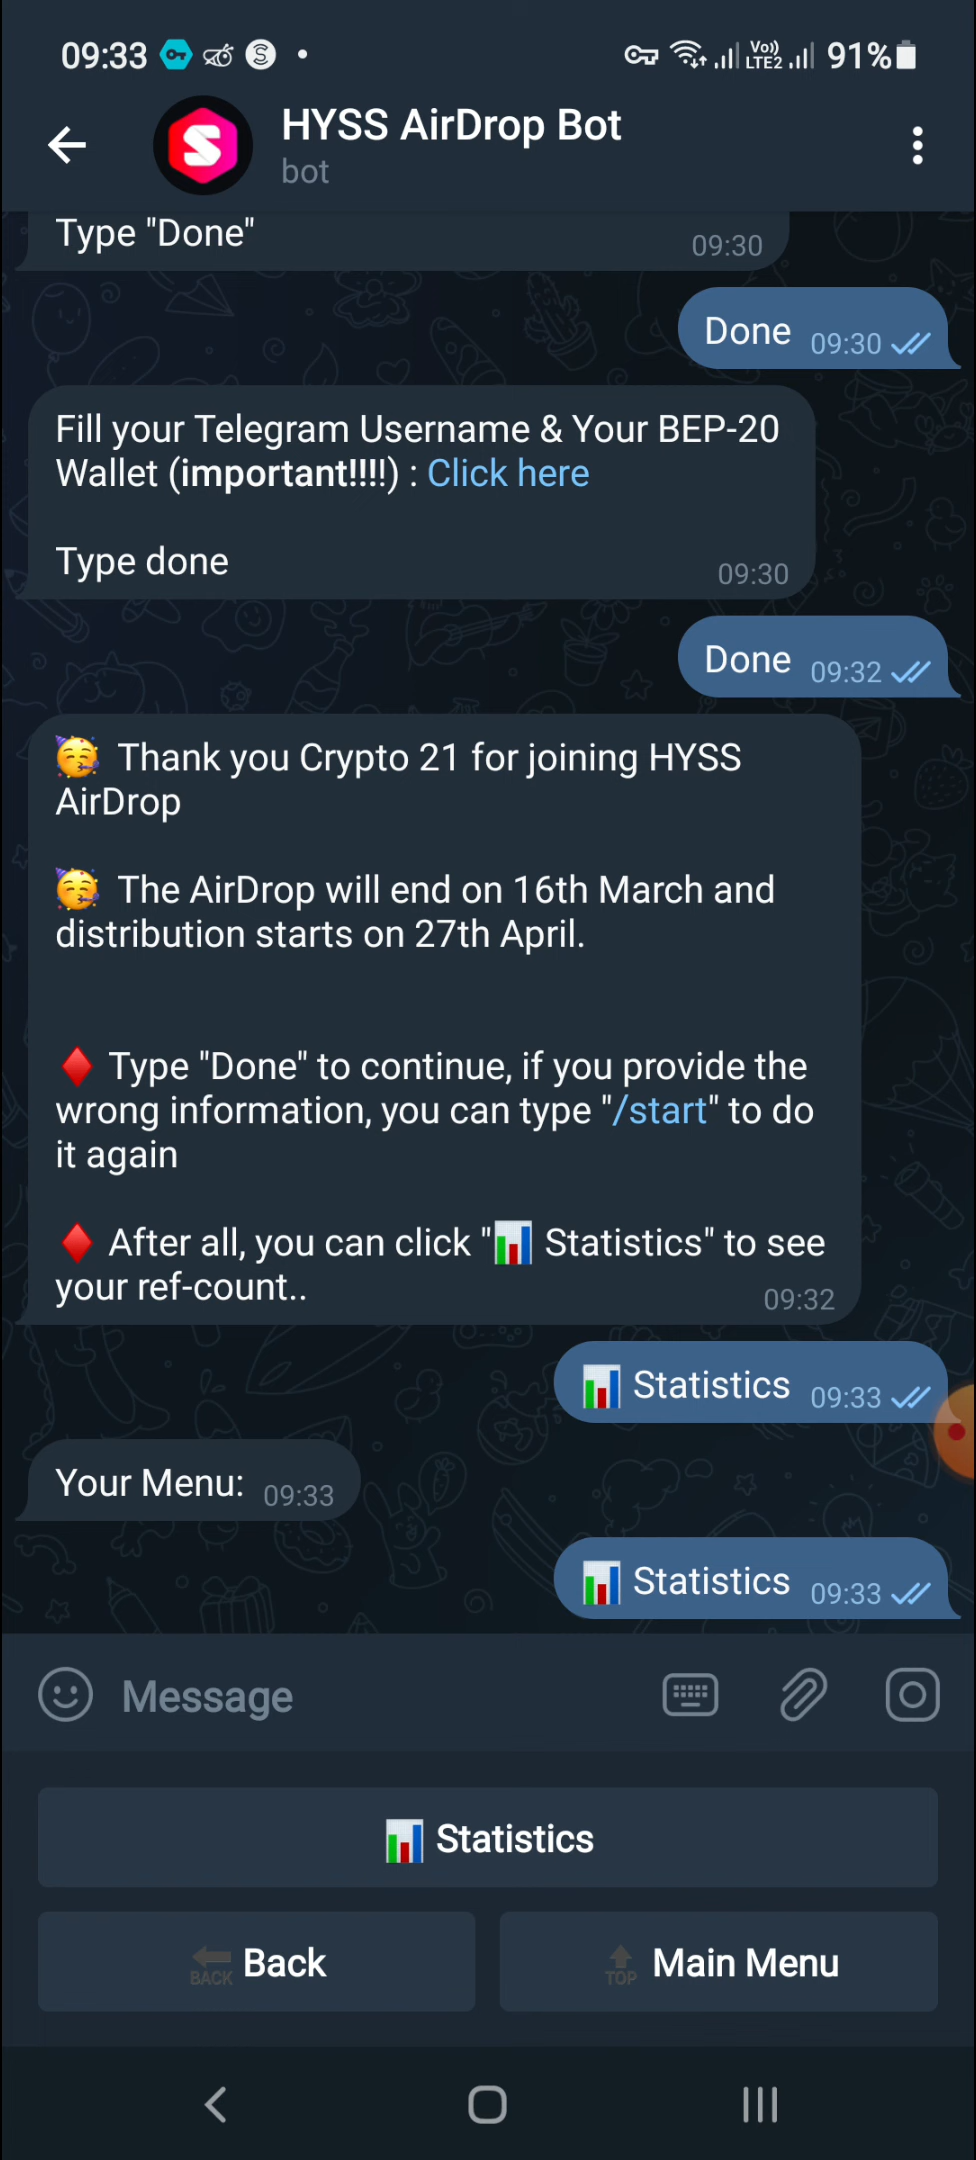 09:33
Vo)) LTE2 91%
HYSS AirDrop Bot
bot
Type "Done"
09:30
Done 09:30
Fill your Telegram Username & Your BEP-20
Wallet (important!!!!) : Click here
Type done
09:30
Done 09:32
🥳 Thank you Crypto 21 for joining HYSS
AirDrop
🥳 The AirDrop will end on 16th March and
distribution starts on 27th April.
♦️ Type "Done" to continue, if you provide the
wrong information, you can type "/start" to do
it again
♦️ After all, you can click "📊 Statistics" to see
your ref-count..
09:32
📊 Statistics 09:33
Your Menu: 09:33
📊 Statistics 09:33
Message
📊 Statistics
BACK Back
TOP Main Menu